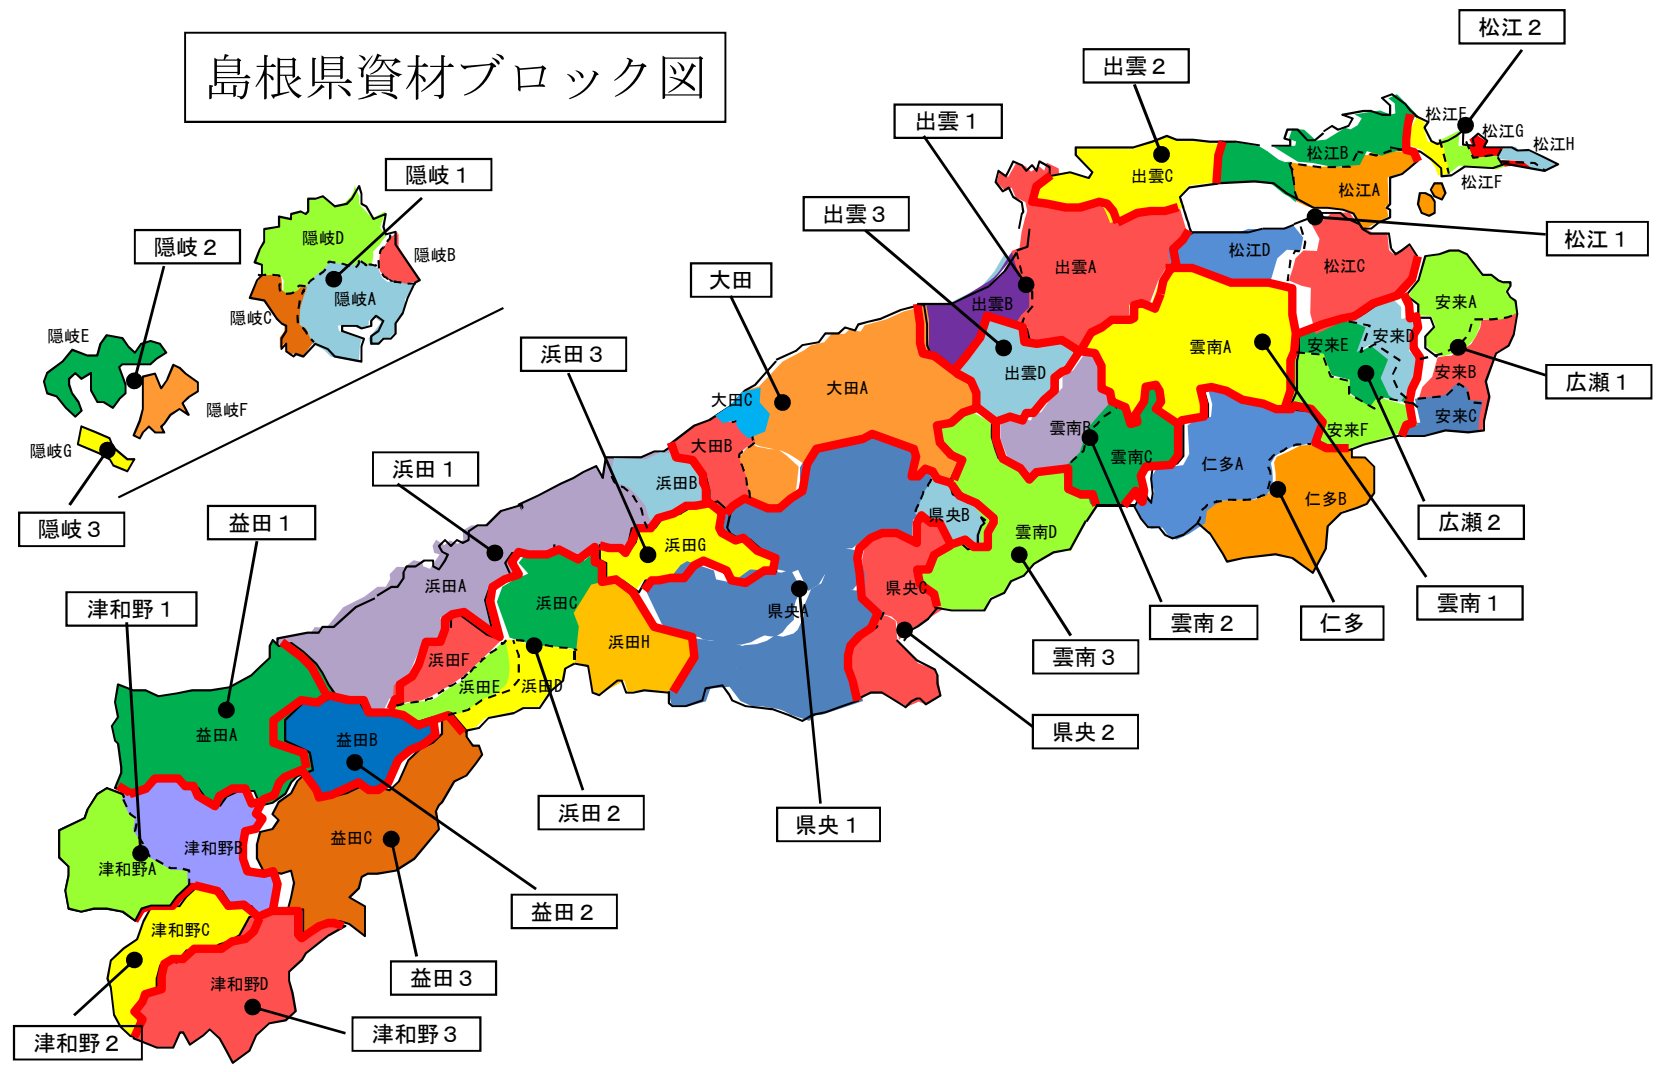 島根県資材ブロック図
松江２
出雲２
出雲１
松江E
松江G
松江H
松江B
松江F
松江A
出雲C
隠岐１
出雲３
松江１
隠岐D
隠岐２
隠岐B
隠岐A
隠岐C
松江D
松江C
出雲A
大田
出雲B
安来A
隠岐E
浜田３
安来D
安来E
雲南A
出雲D
安来B
広瀬１
大田A
大田C
隠岐F
安来C
雲南B
安来F
大田B
隠岐G
雲南C
仁多A
浜田１
浜田B
仁多B
県央B
広瀬２
隠岐３
益田１
雲南D
浜田G
浜田A
県央C
浜田C
県央A
雲南１
津和野１
雲南２
仁多
浜田H
浜田F
雲南３
浜田E
浜田D
益田A
益田B
県央２
浜田２
県央１
益田C
津和野B
津和野A
益田２
津和野C
益田３
津和野D
津和野３
津和野２